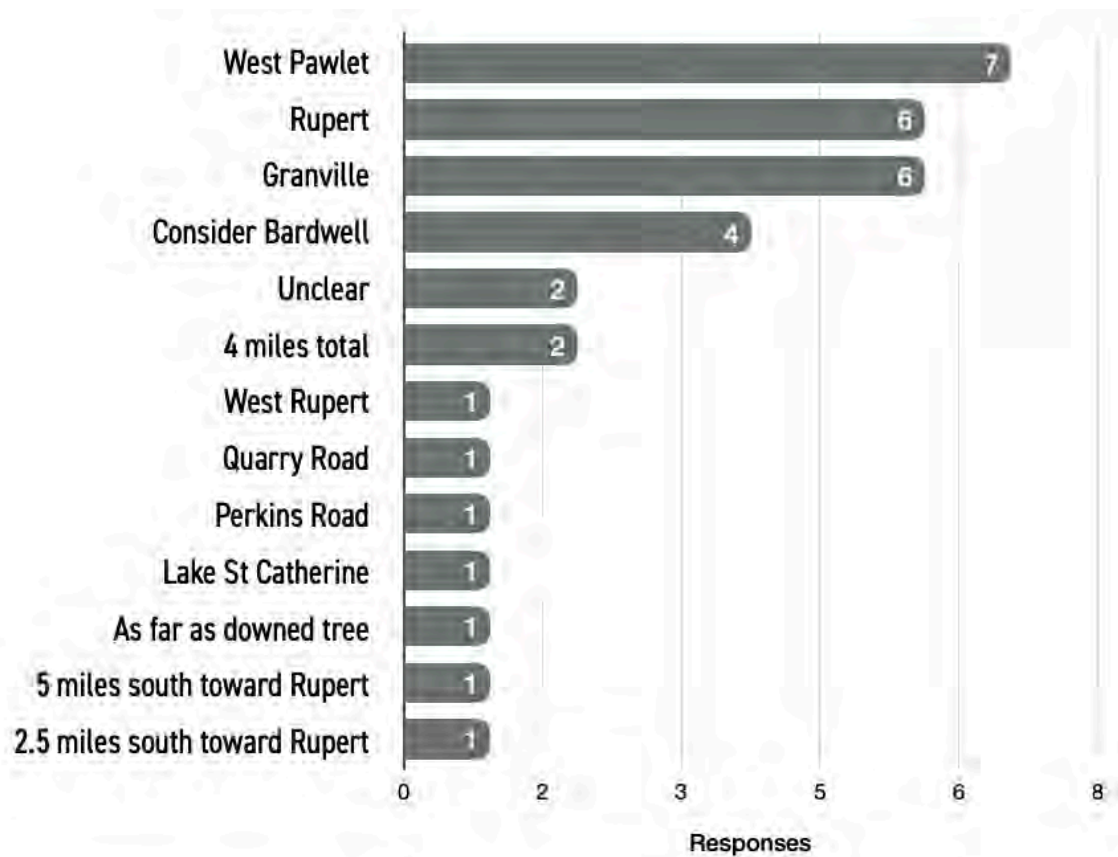 West Pawlet 7
Rupert 6
Granville 6
Consider Bardwell 4
Unclear 2
4 miles total 2
West Rupert 1
Quarry Road 1
Perkins Road 1
Lake St Catherine 1
As far as downed tree 1
5 miles south toward Rupert 1
2.5 miles south toward Rupert 1
0 2 3 5 6 8
Responses